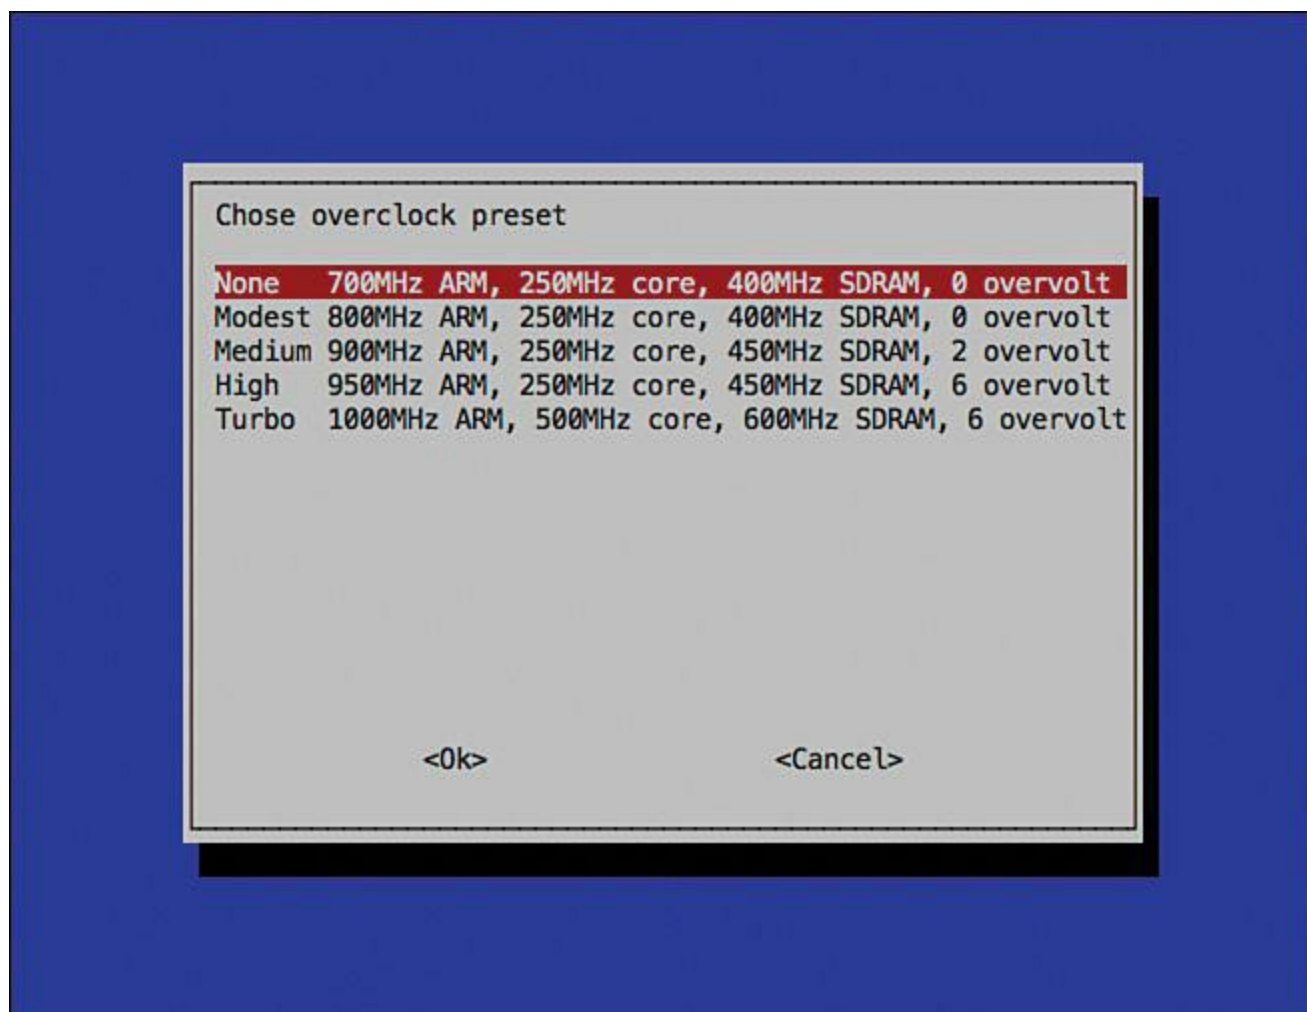 Chose overclock preset
None 700MHz ARM, 250MHz core, 400MHz SDRAM, 0 overvolt
Modest 800MHz ARM, 250MHz core, 400MHz SDRAM, 0 overvolt
Medium 900MHz ARM, 250MHz core, 450MHz SDRAM, 2 overvolt
High 950MHz ARM, 250MHz core, 450MHz SDRAM, 6 overvolt
Turbo 1000MHz ARM, 500MHz core, 600MHz SDRAM, 6 overvolt
<Ok> <Cancel>